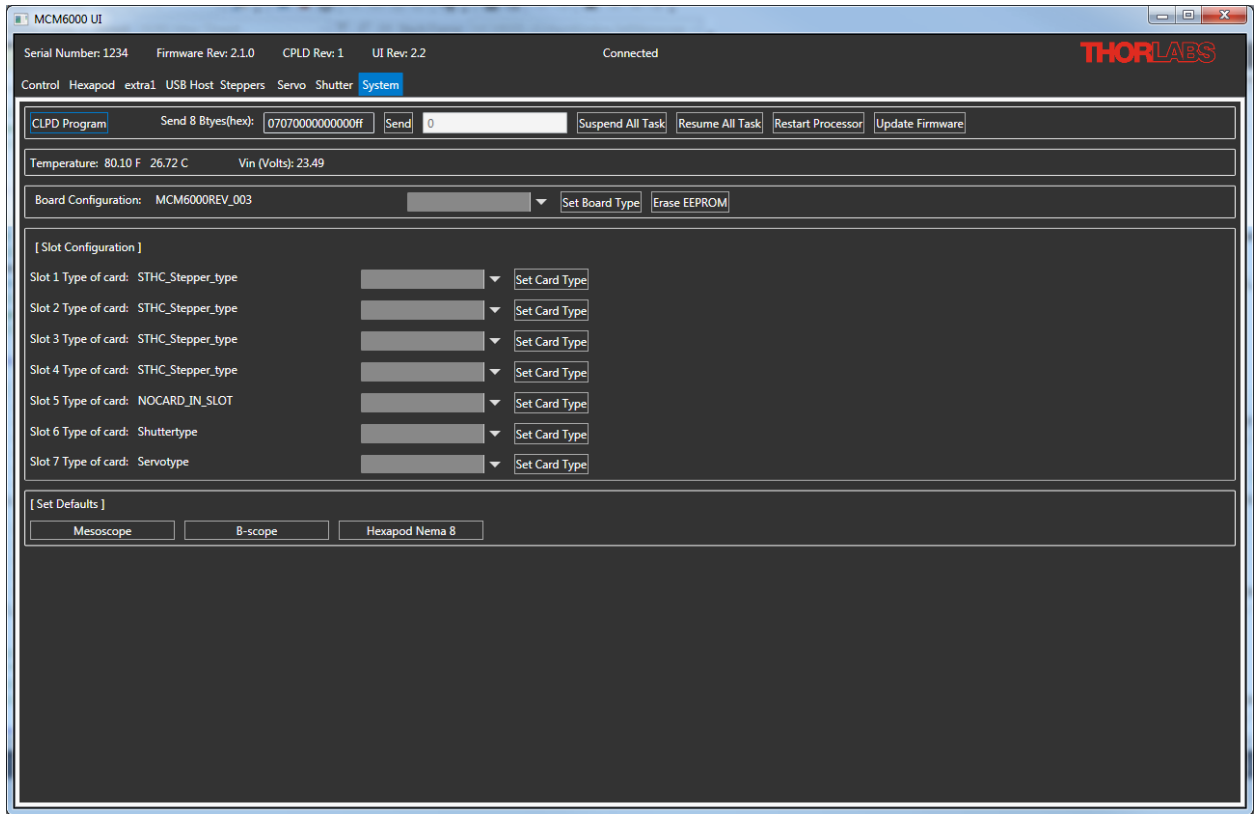 MCM6000 UI
Serial Number: 1234 Firmware Rev: 2.1.0 CPLD Rev: 1 UI Rev: 2.2 Connected THORLABS
Control Hexapod extra1 USB Host Steppers Servo Shutter System
CLPD Program Send 8 Btyes(hex): 07070000000000ff Send 0 Suspend All Task Resume All Task Restart Processor Update Firmware
Temperature: 80.10 F 26.72 C Vin (Volts): 23.49
Board Configuration: MCM6000REV_003 Set Board Type Erase EEPROM
[ Slot Configuration ]
Slot 1 Type of card: STHC_Stepper_type Set Card Type
Slot 2 Type of card: STHC_Stepper_type Set Card Type
Slot 3 Type of card: STHC_Stepper_type Set Card Type
Slot 4 Type of card: STHC_Stepper_type Set Card Type
Slot 5 Type of card: NOCARD_IN_SLOT Set Card Type
Slot 6 Type of card: Shuttertype Set Card Type
Slot 7 Type of card: Servotype Set Card Type
[ Set Defaults ]
Mesoscope B-scope Hexapod Nema 8